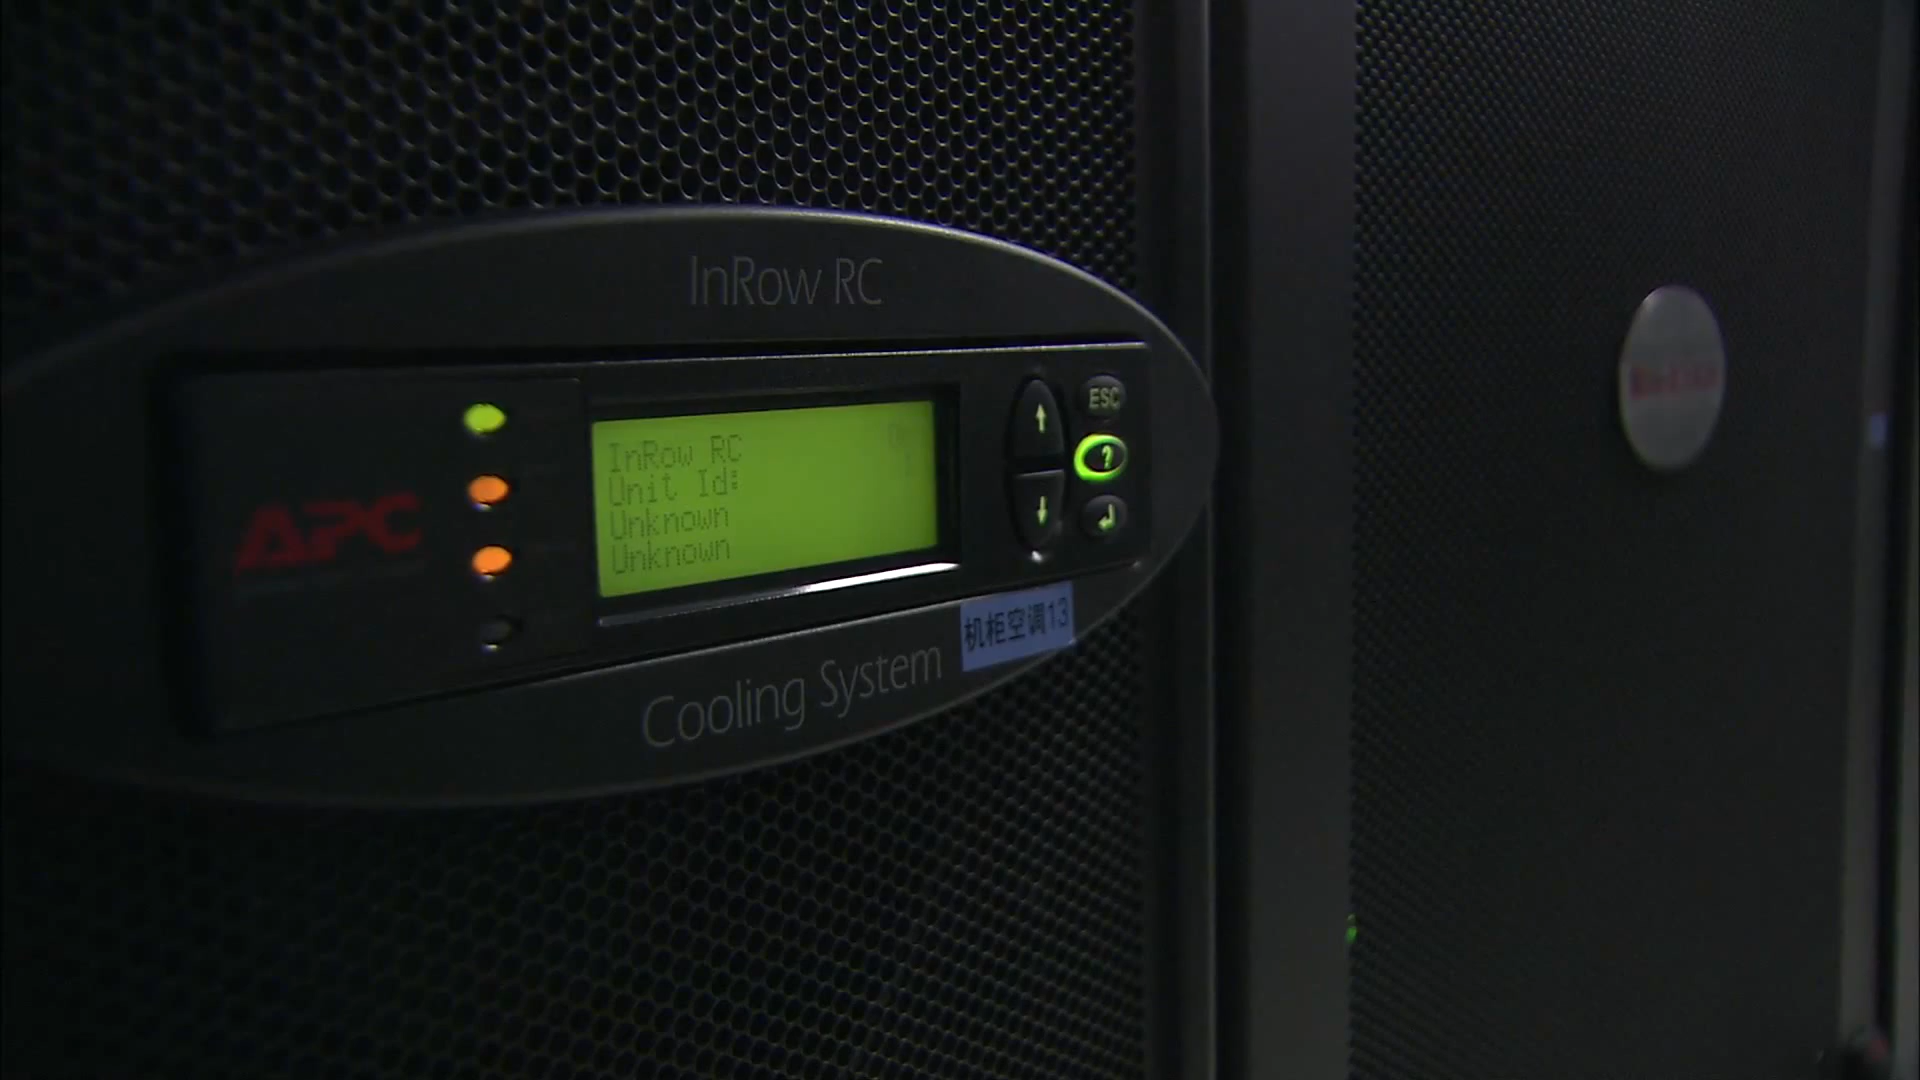 InRow RC
APC
InRow RC
Unit Id:
Unknown
Unknown
ESC
?
机柜空调13
Cooling System